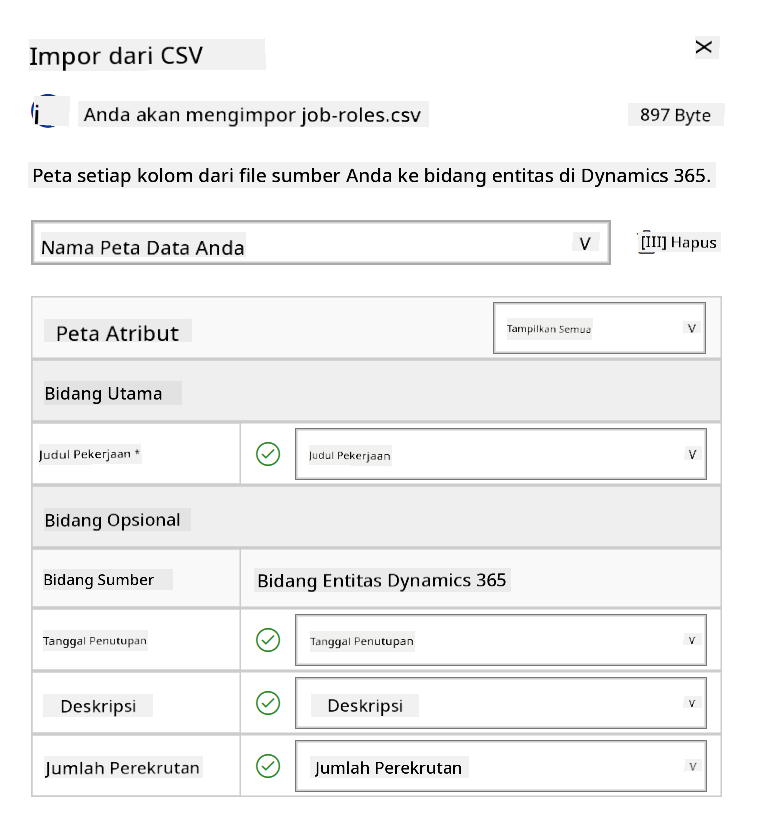 Impor dari CSV
i Anda akan mengimpor job-roles.csv 897 Byte
Peta setiap kolom dari file sumber Anda ke bidang entitas di Dynamics 365.
Nama Peta Data Anda V [III] Hapus
Peta Atribut Tampilkan Semua V
Bidang Utama
Judul Pekerjaan * Judul Pekerjaan V
Bidang Opsional
Bidang Sumber Bidang Entitas Dynamics 365
Tanggal Penutupan Tanggal Penutupan V
Deskripsi Deskripsi V
Jumlah Perekrutan Jumlah Perekrutan V